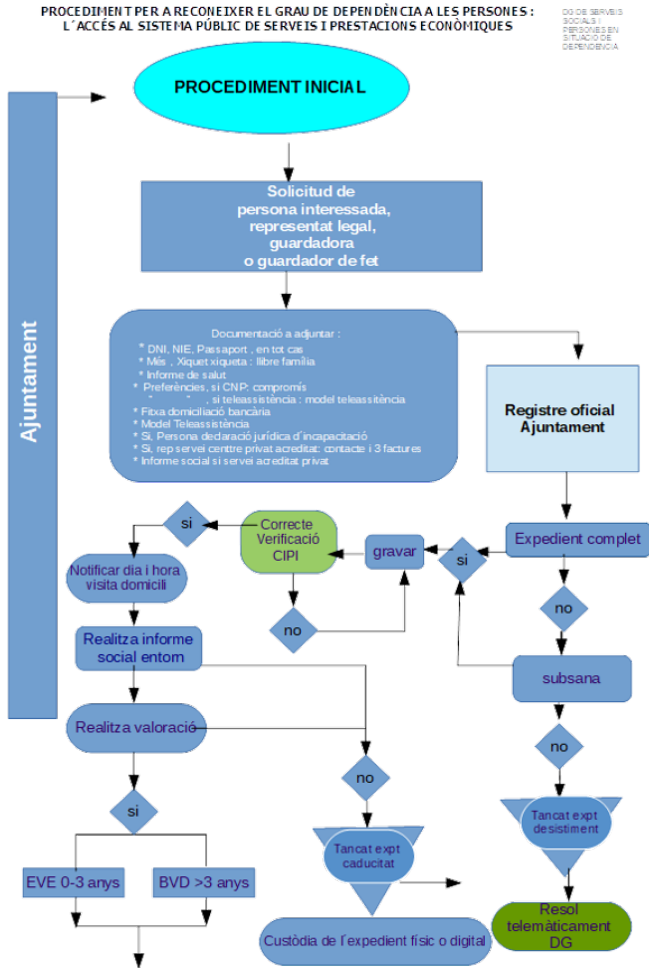 PROCEDIMENT PER A RECONEIXER EL GRAU DE DEPENDÈNCIA A LES PERSONES :
L´ACCÉS AL SISTEMA PÚBLIC DE SERVEIS I PRESTACIONS ECONÒMIQUES
DG DE SERVEIS
SOCIALS I
PERSONES EN
SITUACIÓ DE
DEPENDENCIA
PROCEDIMENT INICIAL
Ajuntament
Solicitud de
persona interessada,
representat legal,
guardadora
o guardador de fet
Documentació a adjuntar :
* DNI, NIE, Passaport , en tot cas
* Més , Xiquet xiqueta : llibre família
* Informe de salut
* Preferències, si CNP: compromís
" " , si teleassistència : model teleassitència
* Fitxa domiciliació bancària
* Model Teleassistència
* Si, Persona declaració jurídica d´incapacitació
* Si, rep servei centtre privat acreditat: contacte i 3 factures
* Informe social si servei acreditat privat
Registre oficial
Ajuntament
Expedient complet
si
gravar
Correcte
Verificació
CIPI
si
no
no
Notificar dia i hora
visita domicili
Realitza informe
social entorn
subsana
Realitza valoració
no
no
si
Tancat expt
desistiment
Tancat expt
caducitat
EVE 0-3 anys
BVD >3 anys
Resol
telemàticament
DG
Custòdia de l´expedient físic o digital